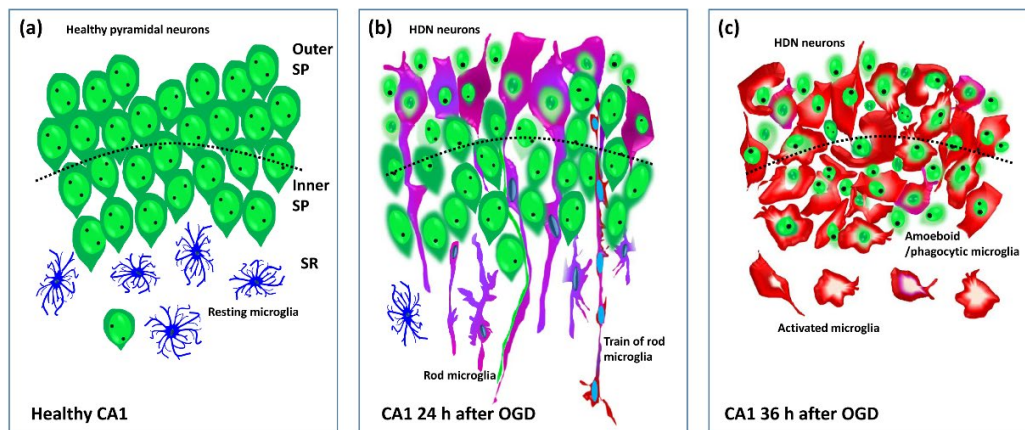 (a)
Healthy pyramidal neurons
Outer
SP
Inner
SP
SR
Resting microglia
Healthy CA1
(b)
HDN neurons
Rod microglia
Train of rod
microglia
CA1 24 h after OGD
(c)
HDN neurons
Amoeboid
/phagocytic microglia
Activated microglia
CA1 36 h after OGD